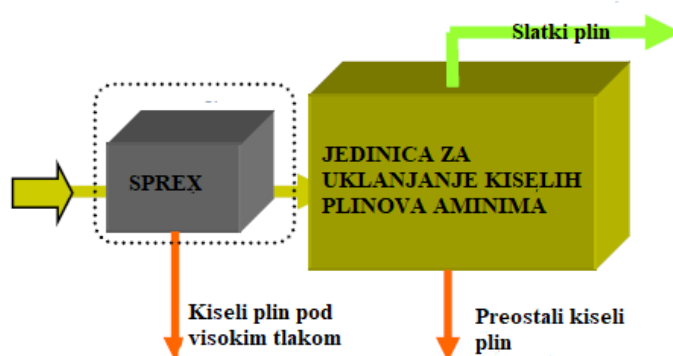 Slatki plin
SPREX
JEDINICA ZA
UKLANJANJE KISELIH
PLINOVA AMINIMA
Kiseli plin pod
visokim tlakom
Preostali kiseli
plin